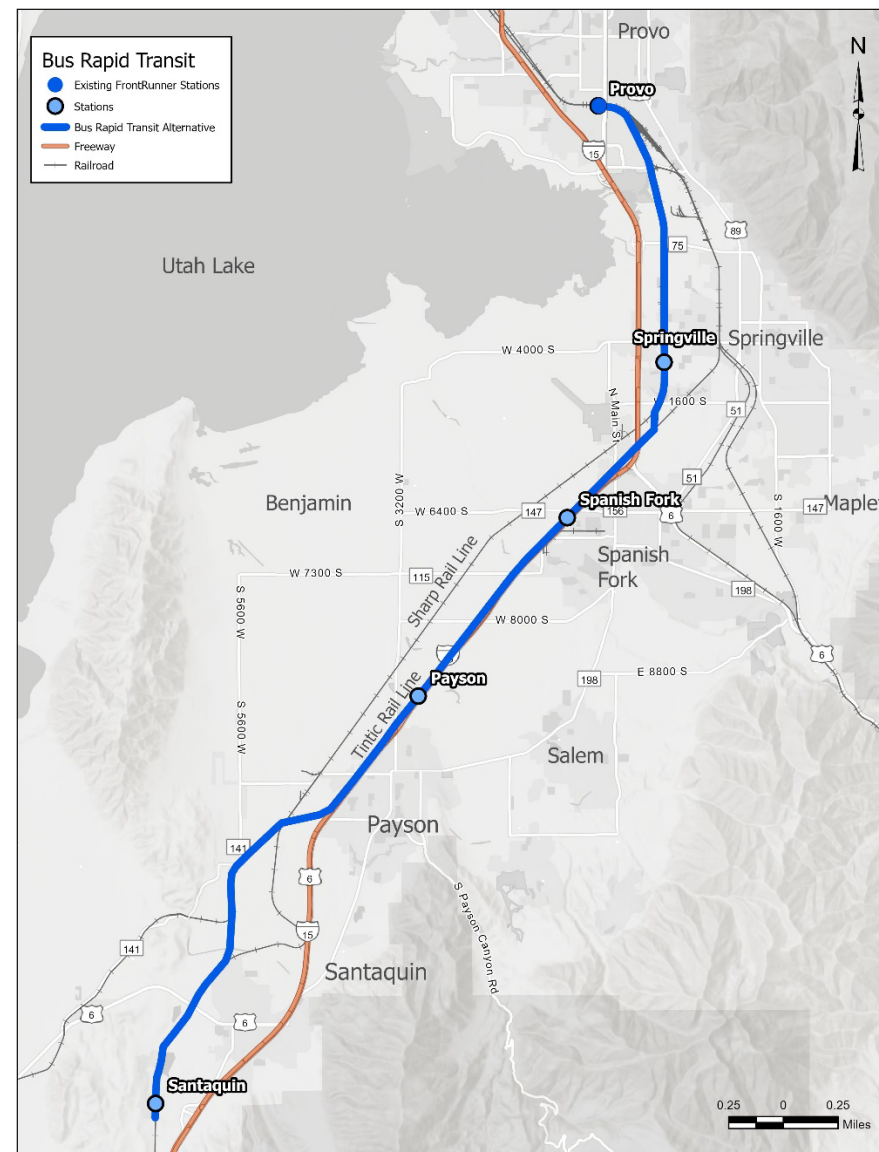 Bus Rapid Transit
Existing FrontRunner Stations
Stations
Bus Rapid Transit Alternative
Freeway
Railroad
Provo
N
Provo
15
89
75
Utah Lake
Springville
Springville
W 4000 S
N Main St
W 1600 S
51
51
Benjamin
S 3200 W
Spanish Fork
W 6400 S
147
156
6
S 1600 W
147
Maple
Sharp Rail Line
Spanish
Fork
W 7300 S
115
198
S 5600 W
W 8000 S
6
Payson
E 8800 S
198
Tintic Rail Line
S 5600 W
Salem
Payson
141
6
S Payson Canyon Rd
141
15
Santaquin
6
6
Santaquin
0.25
0
0.25
Miles